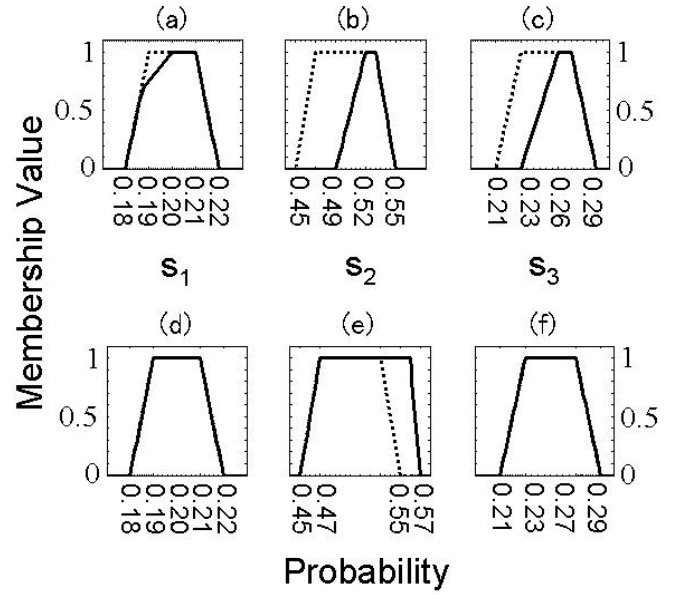 (a) (b) (c)
1 1
0.5 0.5
0 0
0.18 0.19 0.20 0.21 0.22 0.45 0.49 0.52 0.55 0.21 0.23 0.26 0.29
Membership Value
s1 s2 s3
(d) (e) (f)
1 1
0.5 0.5
0 0
0.18 0.19 0.20 0.21 0.22 0.45 0.47 0.55 0.57 0.21 0.23 0.27 0.29
Probability